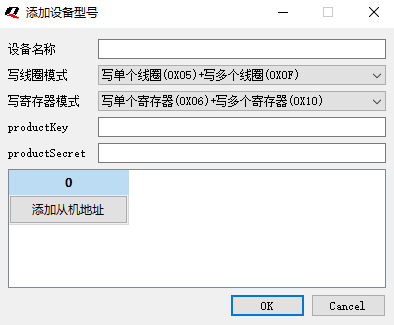 添加设备型号
设备名称
写线圈模式 写单个线圈(0X05)+写多个线圈(0X0F)
写寄存器模式 写单个寄存器(0X06)+写多个寄存器(0X10)
productKey
productSecret
0
添加从机地址
OK Cancel